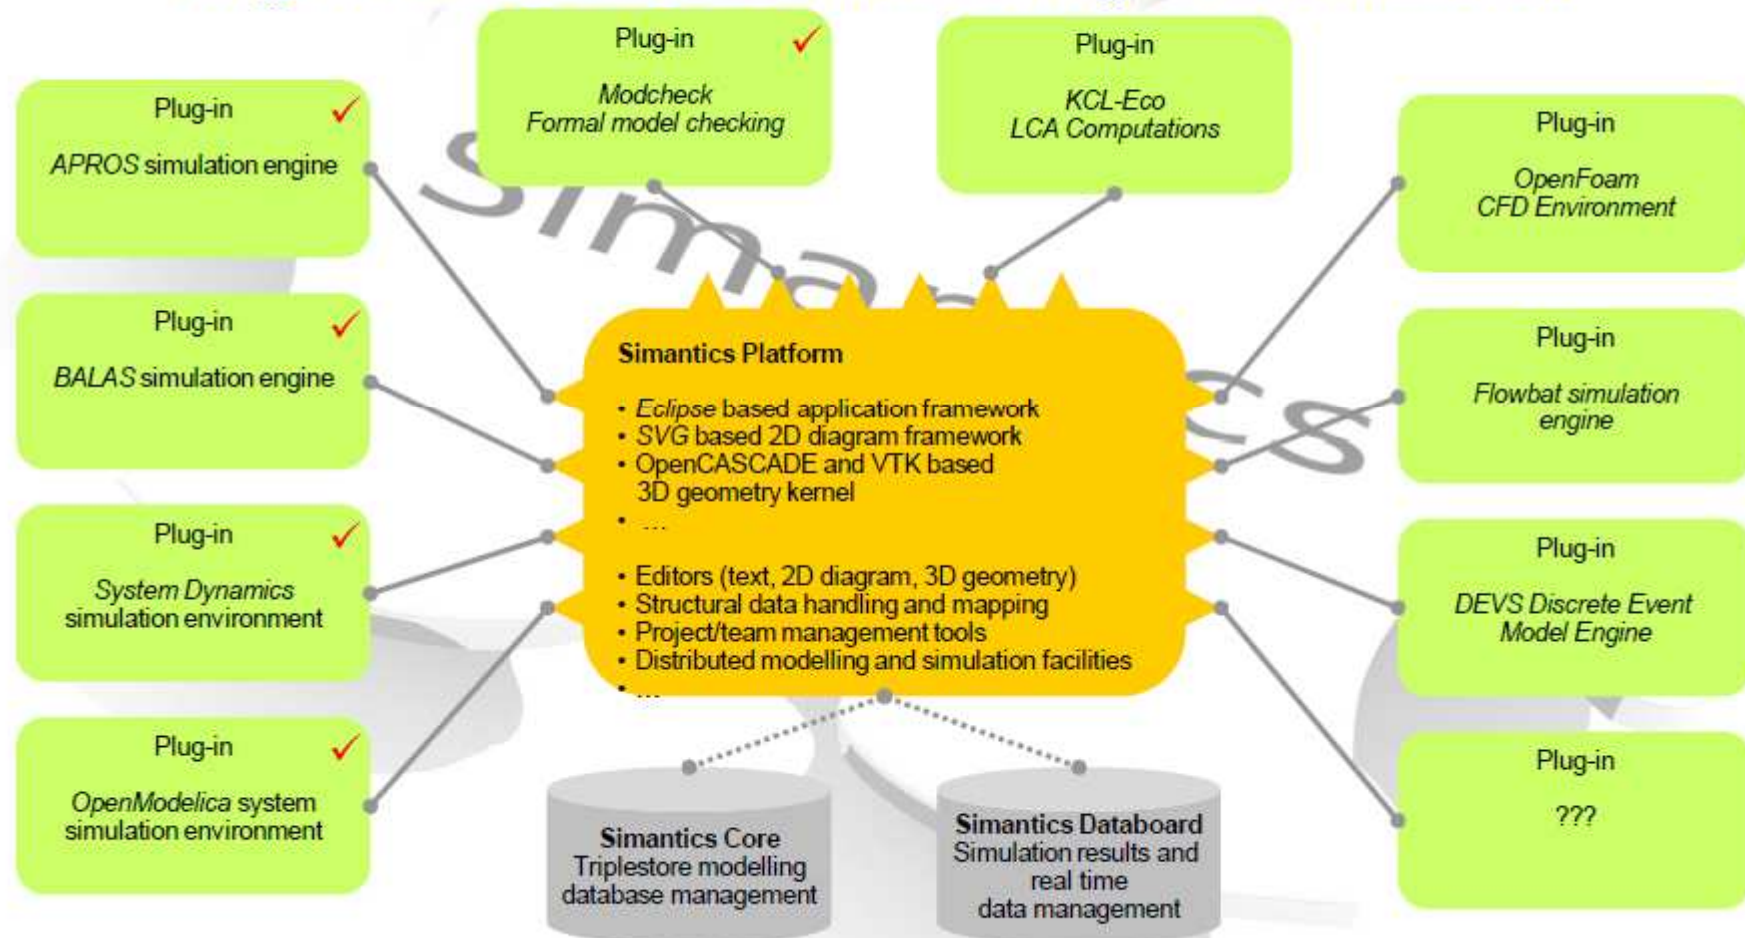 Plug-in
Modcheck
Formal model checking
Plug-in
KCL-Eco
LCA Computations
Plug-in
APROS simulation engine
Plug-in
OpenFoam
CFD Environment
Plug-in
BALAS simulation engine
Plug-in
Flowbat simulation
engine
Simantics Platform
• Eclipse based application framework
• SVG based 2D diagram framework
• OpenCASCADE and VTK based
3D geometry kernel
• ...
• Editors (text, 2D diagram, 3D geometry)
• Structural data handling and mapping
• Project/team management tools
• Distributed modelling and simulation facilities
• ...
Plug-in
System Dynamics
simulation environment
Plug-in
DEVS Discrete Event
Model Engine
Plug-in
OpenModelica system
simulation environment
Plug-in
???
Simantics Core
Triplestore modelling
database management
Simantics Databoard
Simulation results and
real time
data management